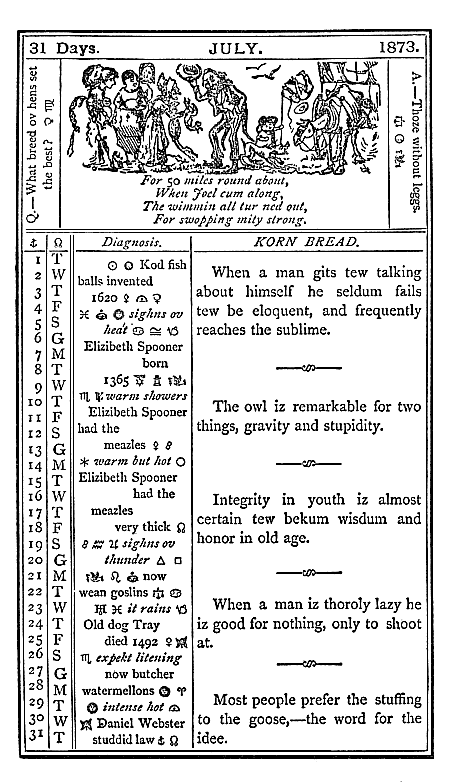 31 Days. JULY. 1873.
Q.—What breed ov hens set
the best? ♀ ♏
A.—Thoze without leggs.
For 50 miles round about,
When Joel cum along,
The wimmin all tur ned out,
For swopping mity strong.
Diagnosis. KORN BREAD.
1 T
2 W
3 T
4 F
5 S
6 G
7 M
8 T
9 W
10 T
11 F
12 S
13 G
14 M
15 T
16 W
17 T
18 F
19 S
20 G
21 M
22 T
23 W
24 T
25 F
26 S
27 G
28 M
29 T
30 W
31 T
Kod fish
balls invented
1620
sighns ov
heat
Elizibeth Spooner
born
1365
warm showers
Elizibeth Spooner
had the
meazles
warm but hot
Elizibeth Spooner
had the
meazles
very thick
sighns ov
thunder
now
wean goslins
it rains
Old dog Tray
died 1492
expekt litening
now butcher
watermellons
intense hot
Daniel Webster
studdid law
When a man gits tew talking
about himself he seldum fails
tew be eloquent, and frequently
reaches the sublime.
The owl iz remarkable for two
things, gravity and stupidity.
Integrity in youth iz almost
certain tew bekum wisdum and
honor in old age.
When a man iz thoroly lazy he
iz good for nothing, only to shoot
at.
Most people prefer the stuffing
to the goose,—the word for the
idee.